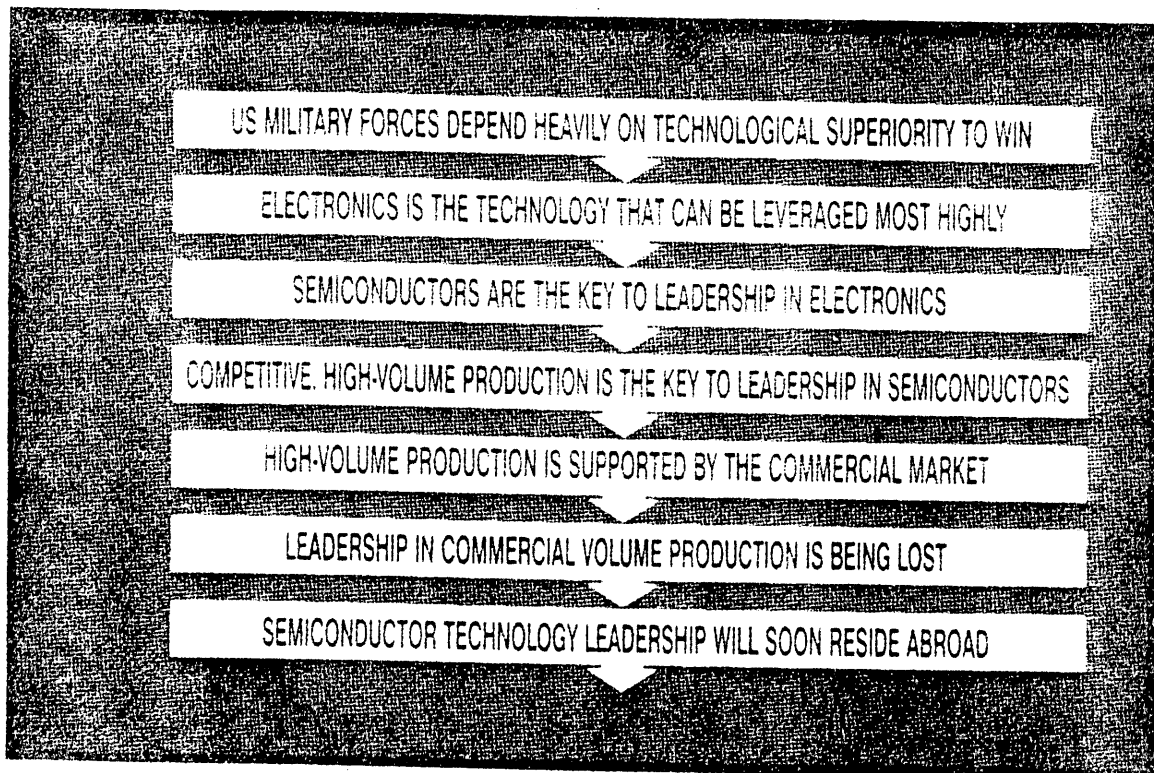 US MILITARY FORCES DEPEND HEAVILY ON TECHNOLOGICAL SUPERIORITY TO WIN
ELECTRONICS IS THE TECHNOLOGY THAT CAN BE LEVERAGED MOST HIGHLY
SEMICONDUCTORS ARE THE KEY TO LEADERSHIP IN ELECTRONICS
COMPETITIVE, HIGH-VOLUME PRODUCTION IS THE KEY TO LEADERSHIP IN SEMICONDUCTORS
HIGH-VOLUME PRODUCTION IS SUPPORTED BY THE COMMERCIAL MARKET
LEADERSHIP IN COMMERCIAL VOLUME PRODUCTION IS BEING LOST
SEMICONDUCTOR TECHNOLOGY LEADERSHIP WILL SOON RESIDE ABROAD